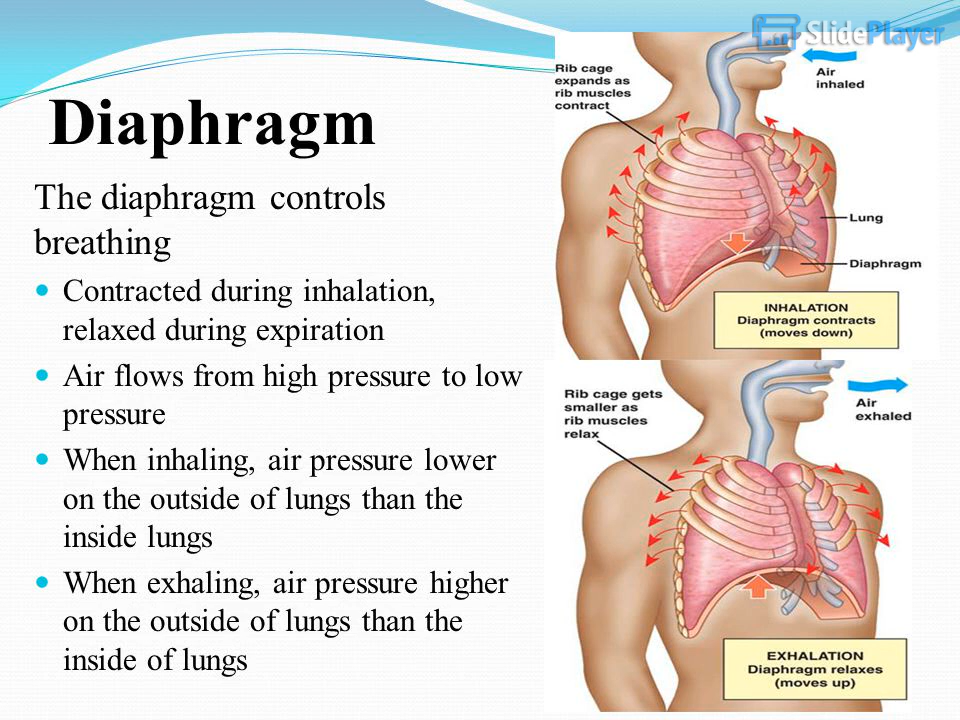 SlidePlayer
Diaphragm
The diaphragm controls
breathing
Contracted during inhalation,
relaxed during expiration
Air flows from high pressure to low
pressure
When inhaling, air pressure lower
on the outside of lungs than the
inside lungs
When exhaling, air pressure higher
on the outside of lungs than the
inside of lungs
Rib cage
expands as
rib muscles
contract
Air
inhaled
Lung
Diaphragm
INHALATION
Diaphragm contracts
(moves down)
Rib cage gets
smaller as
rib muscles
relax
Air
exhaled
EXHALATION
Diaphragm relaxes
(moves up)